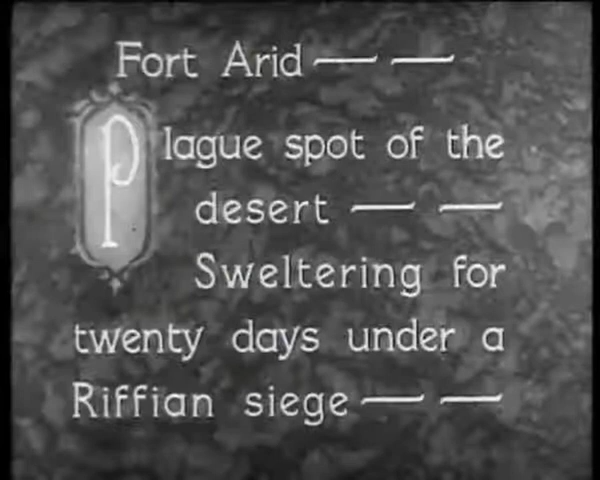 Fort Arid — —
Plague spot of the
desert — —
Sweltering for
twenty days under a
Riffian siege — —